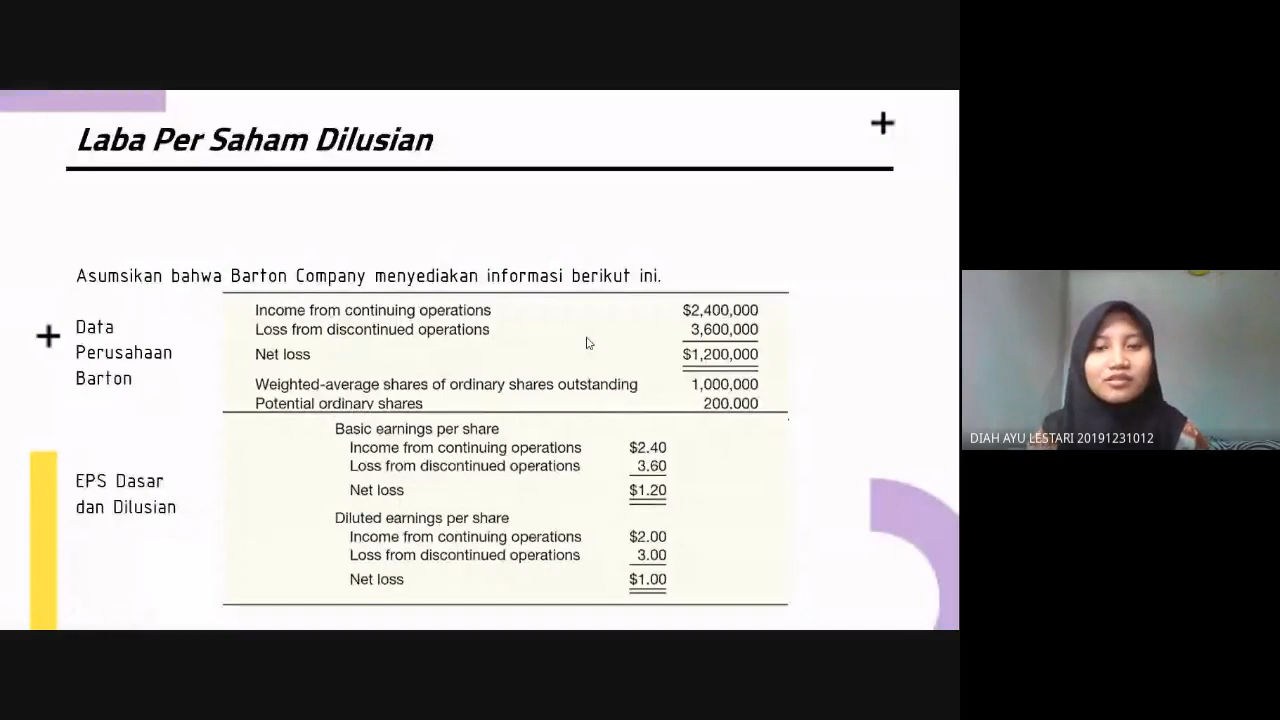 Laba Per Saham Dilusian
Asumsikan bahwa Barton Company menyediakan informasi berikut ini.
Data
Perusahaan
Barton
Income from continuing operations $2,400,000
Loss from discontinued operations 3,600,000
Net loss $1,200,000
Weighted-average shares of ordinary shares outstanding 1,000,000
Potential ordinary shares 200,000
EPS Dasar
dan Dilusian
Basic earnings per share
Income from continuing operations $2.40
Loss from discontinued operations 3.60
Net loss $1.20
Diluted earnings per share
Income from continuing operations $2.00
Loss from discontinued operations 3.00
Net loss $1.00
DIAH AYU LESTARI 20191231012